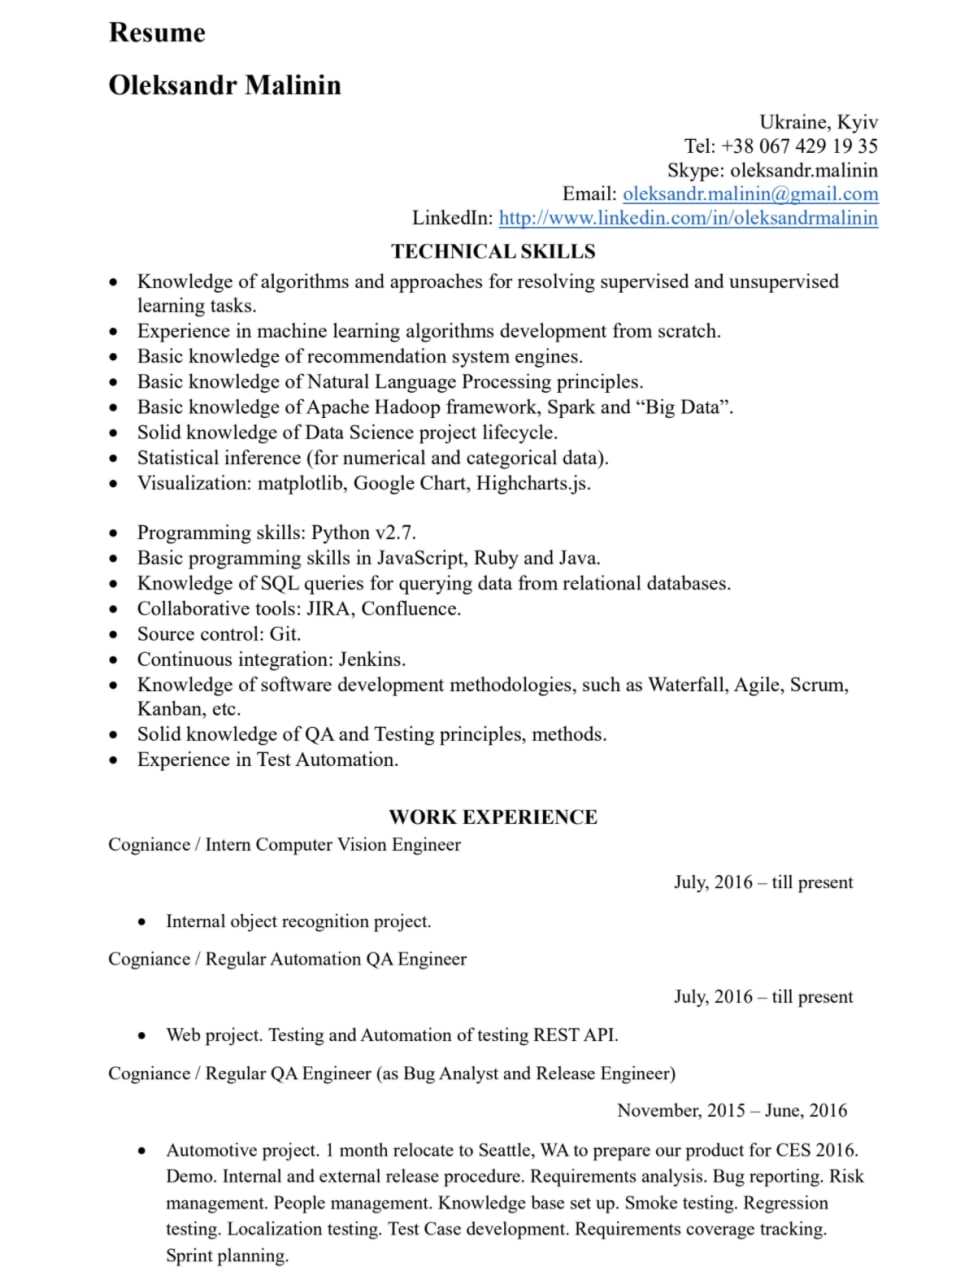 Resume
Oleksandr Malinin
Ukraine, Kyiv
Tel: +38 067 429 19 35
Skype: oleksandr.malinin
Email: oleksandr.malinin@gmail.com
LinkedIn: http://www.linkedin.com/in/oleksandrmalinin
TECHNICAL SKILLS
• Knowledge of algorithms and approaches for resolving supervised and unsupervised
learning tasks.
• Experience in machine learning algorithms development from scratch.
• Basic knowledge of recommendation system engines.
• Basic knowledge of Natural Language Processing principles.
• Basic knowledge of Apache Hadoop framework, Spark and “Big Data”.
• Solid knowledge of Data Science project lifecycle.
• Statistical inference (for numerical and categorical data).
• Visualization: matplotlib, Google Chart, Highcharts.js.
• Programming skills: Python v2.7.
• Basic programming skills in JavaScript, Ruby and Java.
• Knowledge of SQL queries for querying data from relational databases.
• Collaborative tools: JIRA, Confluence.
• Source control: Git.
• Continuous integration: Jenkins.
• Knowledge of software development methodologies, such as Waterfall, Agile, Scrum,
Kanban, etc.
• Solid knowledge of QA and Testing principles, methods.
• Experience in Test Automation.
WORK EXPERIENCE
Cogniance / Intern Computer Vision Engineer
July, 2016 – till present
• Internal object recognition project.
Cogniance / Regular Automation QA Engineer
July, 2016 – till present
• Web project. Testing and Automation of testing REST API.
Cogniance / Regular QA Engineer (as Bug Analyst and Release Engineer)
November, 2015 – June, 2016
• Automotive project. 1 month relocate to Seattle, WA to prepare our product for CES 2016.
Demo. Internal and external release procedure. Requirements analysis. Bug reporting. Risk
management. People management. Knowledge base set up. Smoke testing. Regression
testing. Localization testing. Test Case development. Requirements coverage tracking.
Sprint planning.